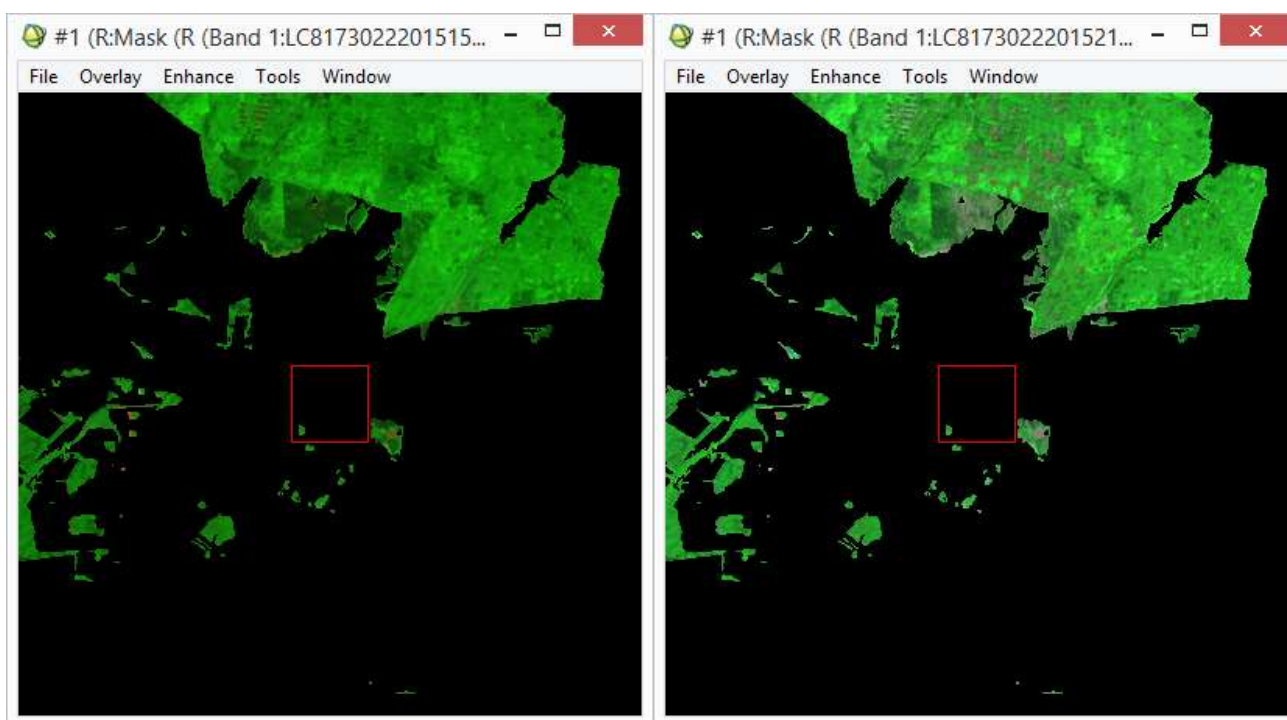 #1 (R:Mask (R (Band 1:LC8173022201515...
File Overlay Enhance Tools Window
#1 (R:Mask (R (Band 1:LC8173022201521...
File Overlay Enhance Tools Window